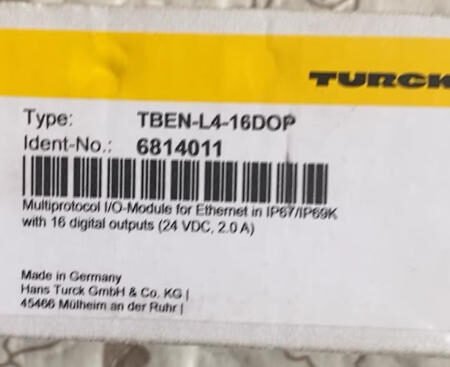 TURCK
Type: TBEN-L4-16DOP
Ident-No.: 6814011
Multiprotocol I/O-Module for Ethernet in IP67/IP69K
with 16 digital outputs (24 VDC, 2.0 A)
Made in Germany
Hans Turck GmbH & Co. KG |
45466 Mülheim an der Ruhr |